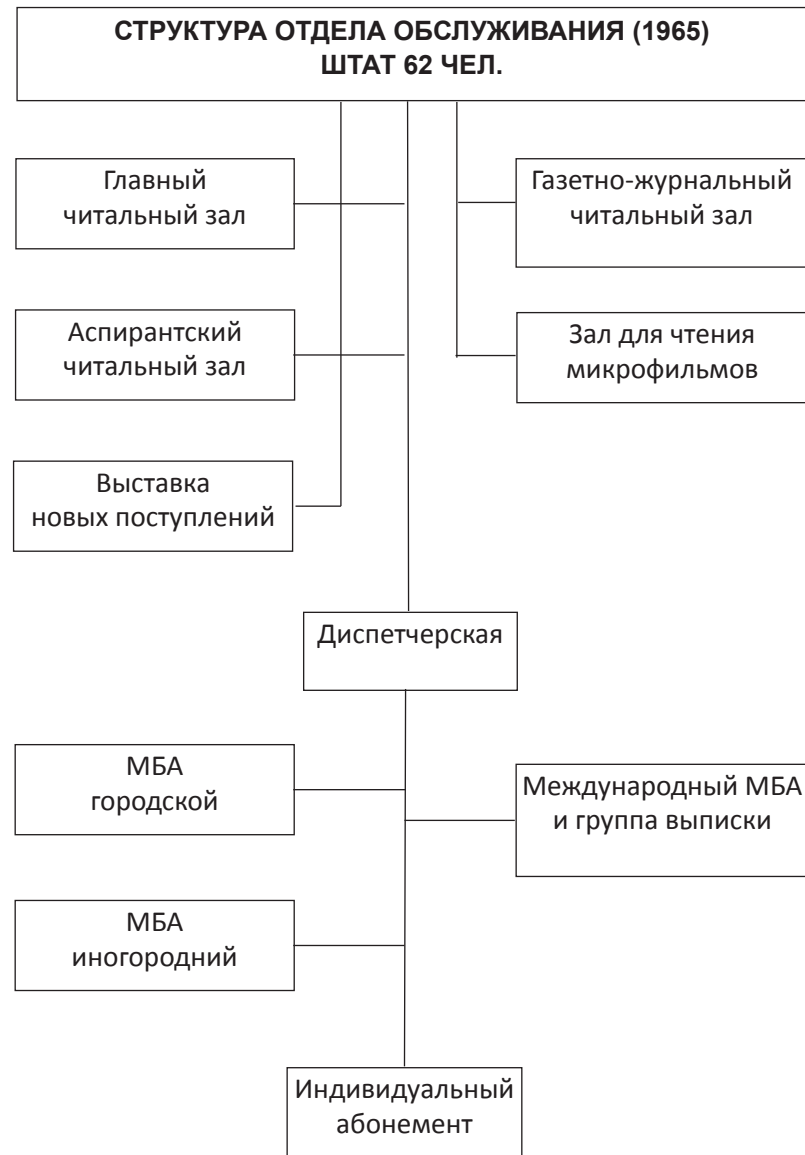 СТРУКТУРА ОТДЕЛА ОБСЛУЖИВАНИЯ (1965)
ШТАТ 62 ЧЕЛ.
Главный
читальный зал
Газетно-журнальный
читальный зал
Аспирантский
читальный зал
Зал для чтения
микрофильмов
Выставка
новых поступлений
Диспетчерская
МБА
городской
Международный МБА
и группа выписки
МБА
иногородний
Индивидуальный
абонемент